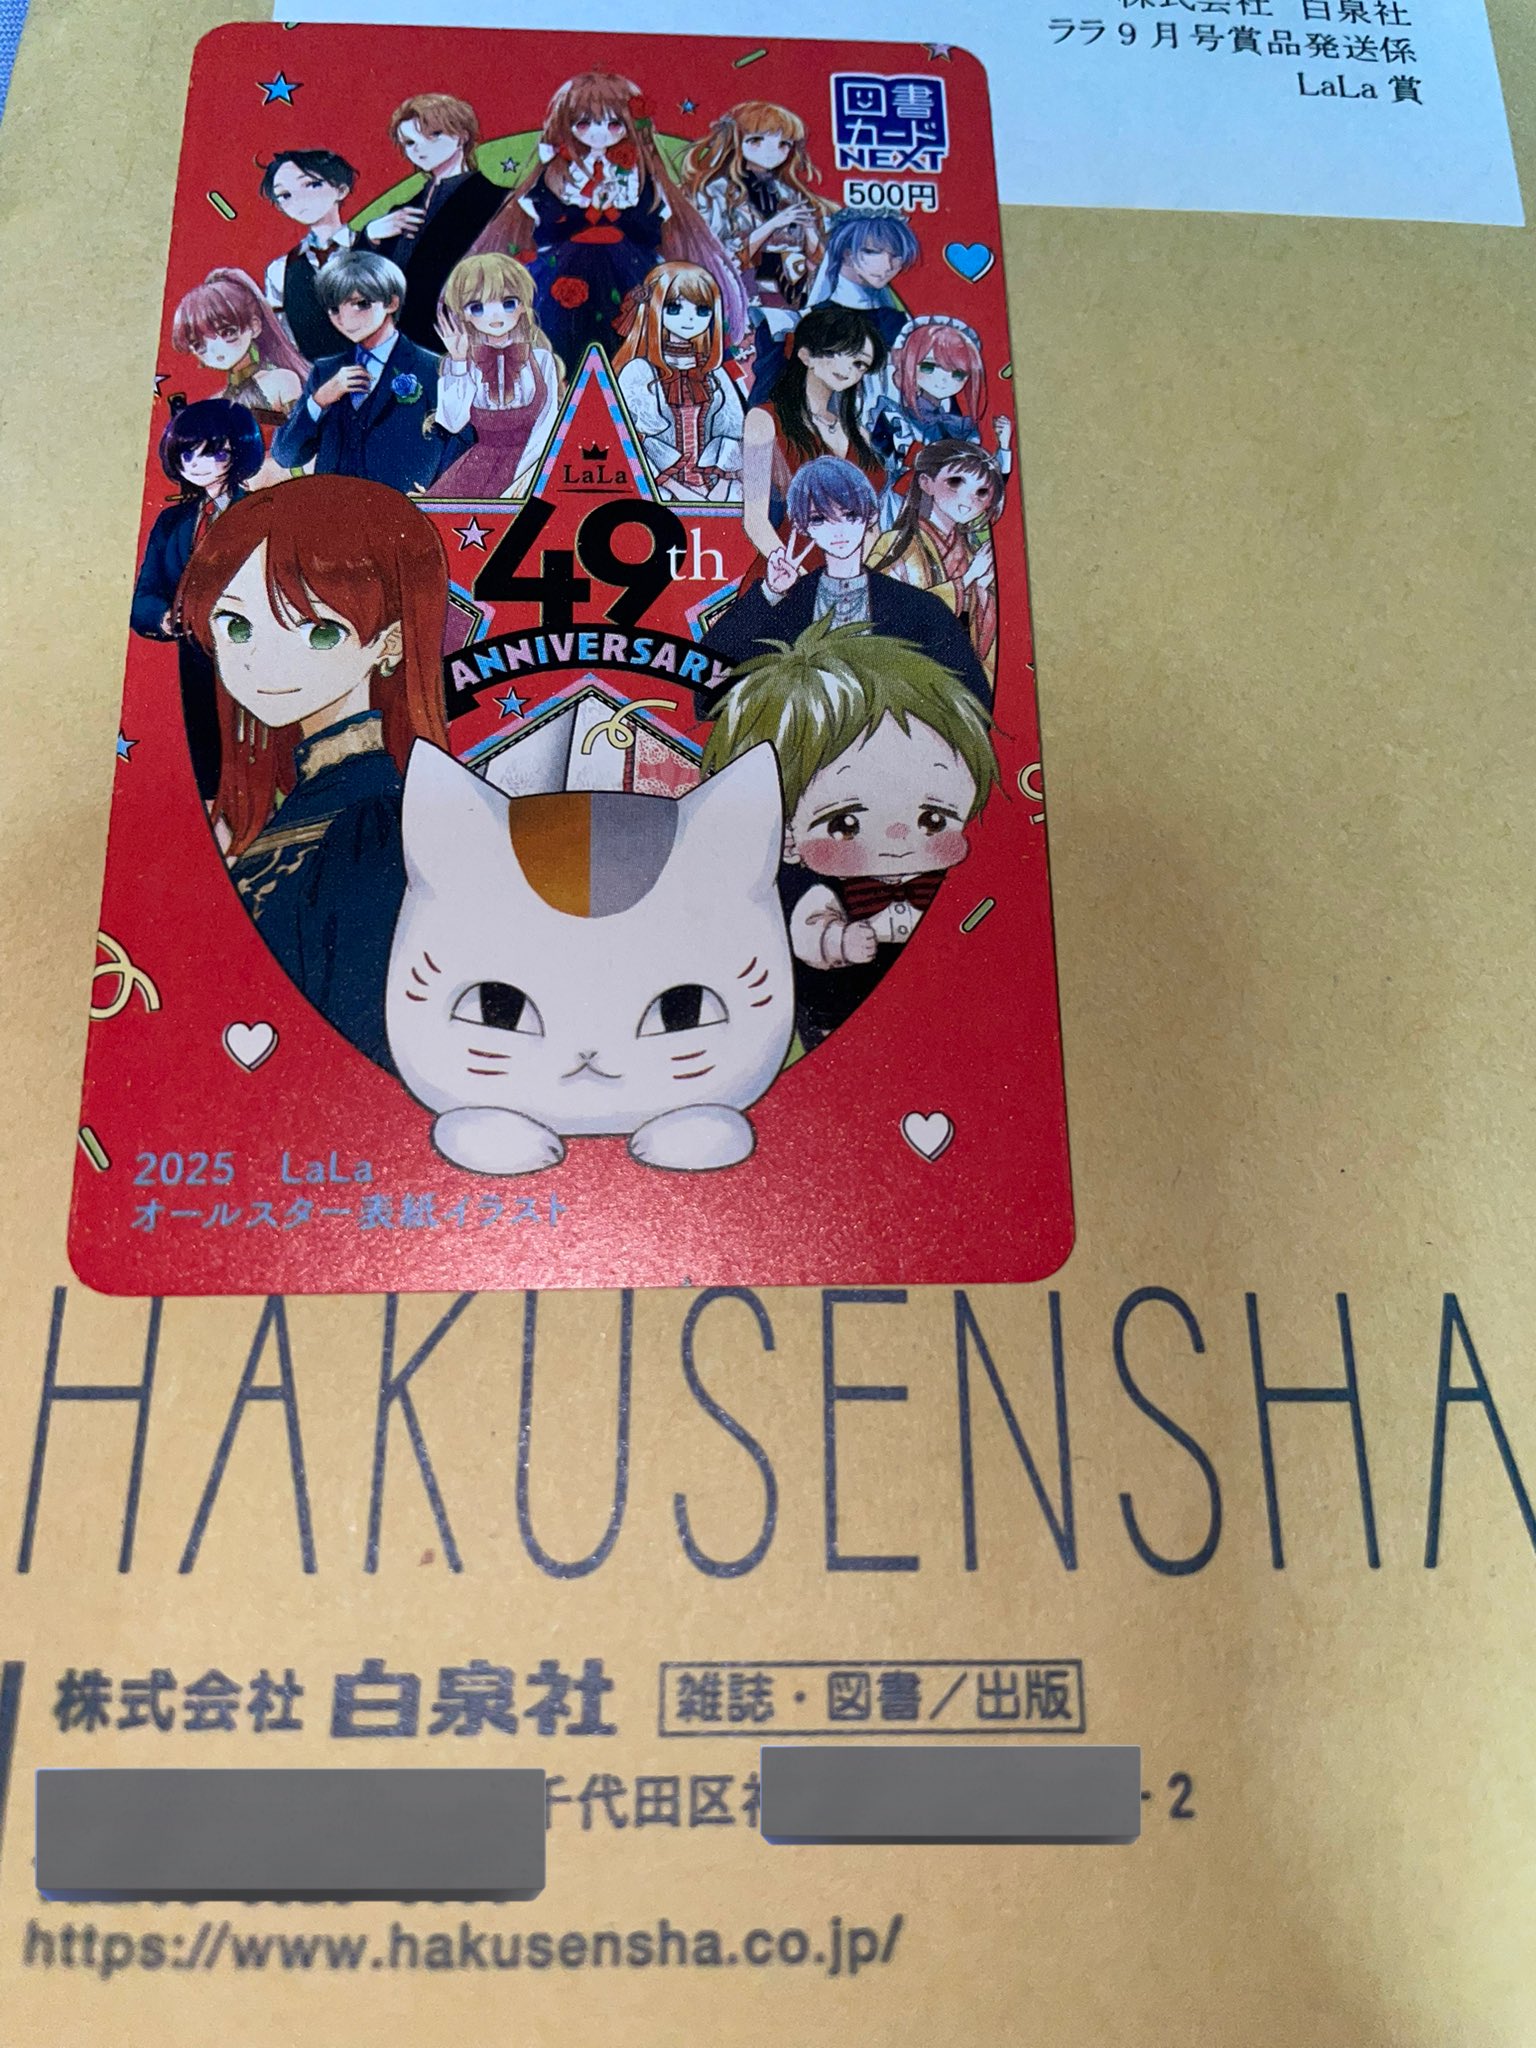 株式会社 白泉社
ララ9月号賞品発送係
LaLa 賞
図書
カード
NEXT
500円
LaLa
49th
ANNIVERSARY
2025 LaLa
オールスター表紙イラスト
HAKUSENSHA
株式会社 白泉社 雑誌・図書/出版
千代田区 -2
https://www.hakusensha.co.jp/